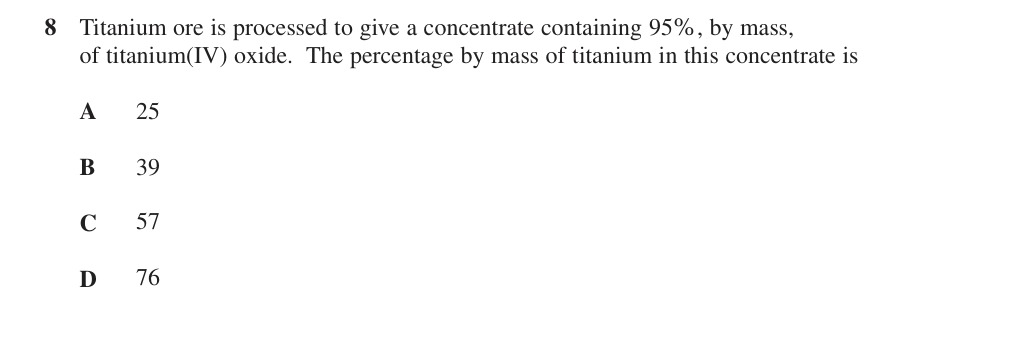 8 Titanium ore is processed to give a concentrate containing 95%, by mass,
of titanium(IV) oxide. The percentage by mass of titanium in this concentrate is
A 25
B 39
C 57
D 76